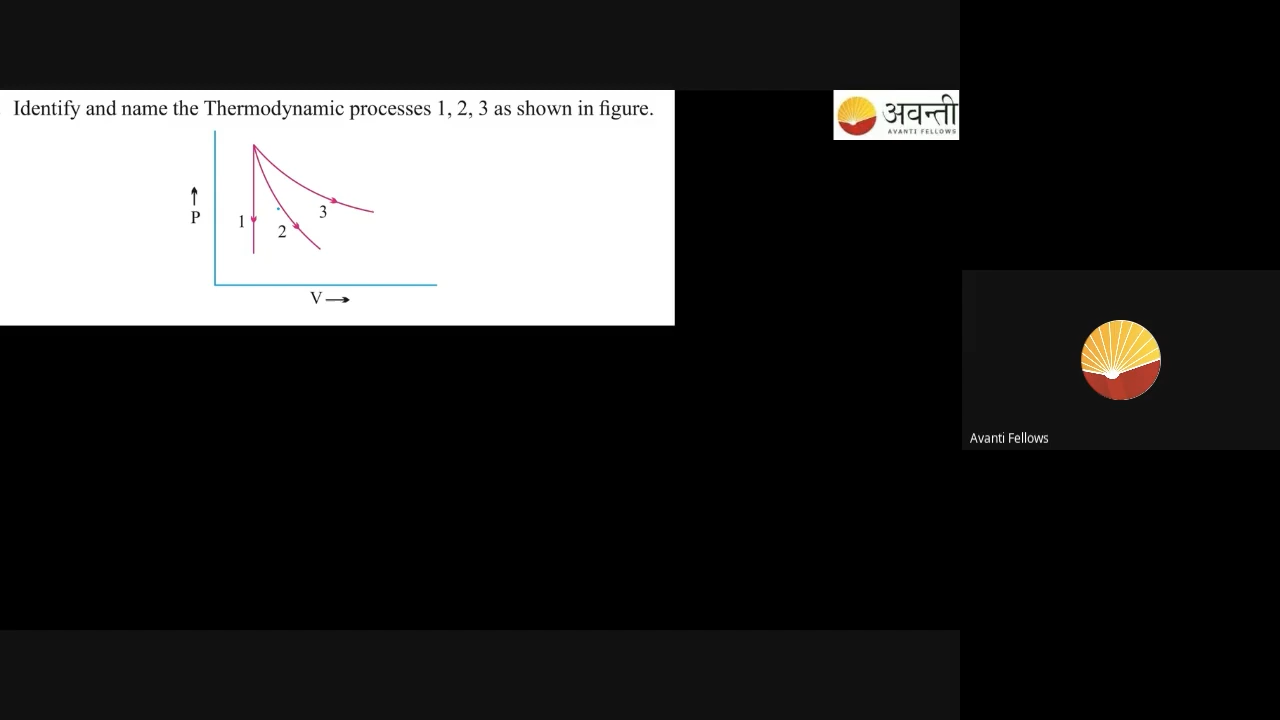 Identify and name the Thermodynamic processes 1, 2, 3 as shown in figure.
अवन्ती
AVANTI FELLOWS
P
1
2
3
V
Avanti Fellows